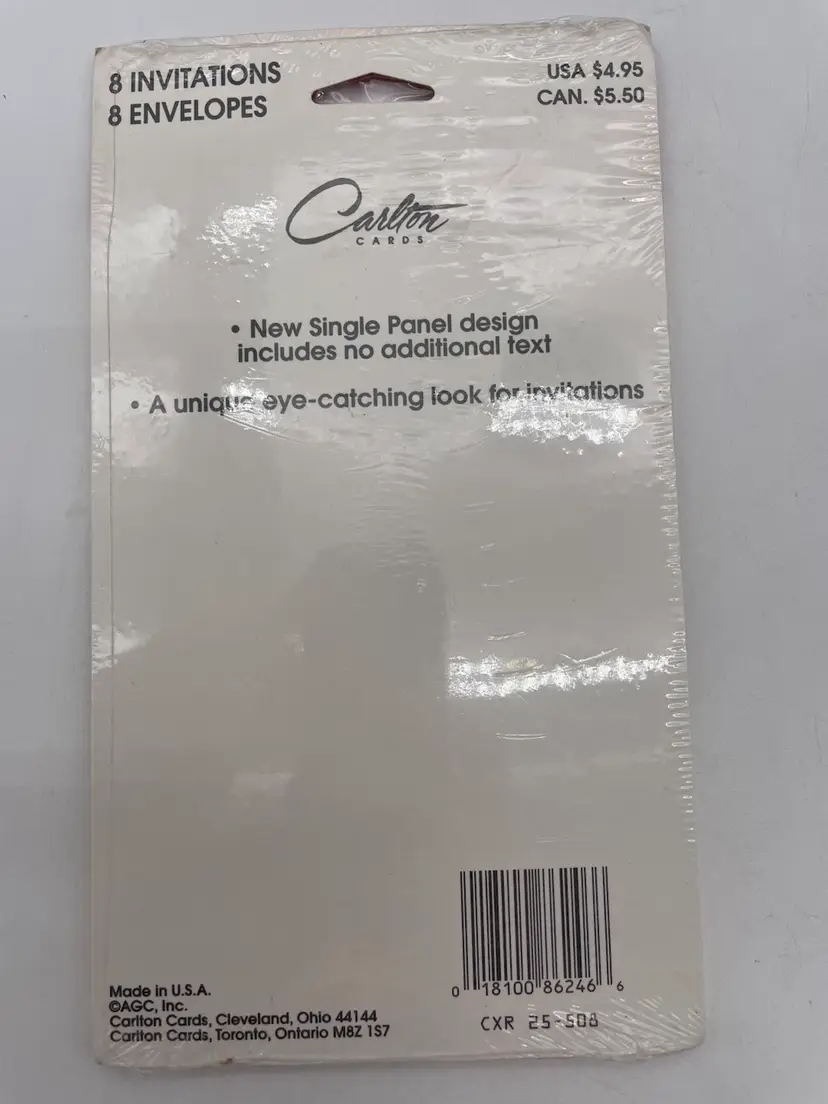 8 INVITATIONS
8 ENVELOPES
USA $4.95
CAN. $5.50
Carlton
CARDS
• New Single Panel design
includes no additional text
• A unique eye-catching look for invitations
0 18100 86246 6
CXR 25-508
Made in U.S.A.
©AGC, Inc.
Carlton Cards, Cleveland, Ohio 44144
Carlton Cards, Toronto, Ontario M8Z 1S7